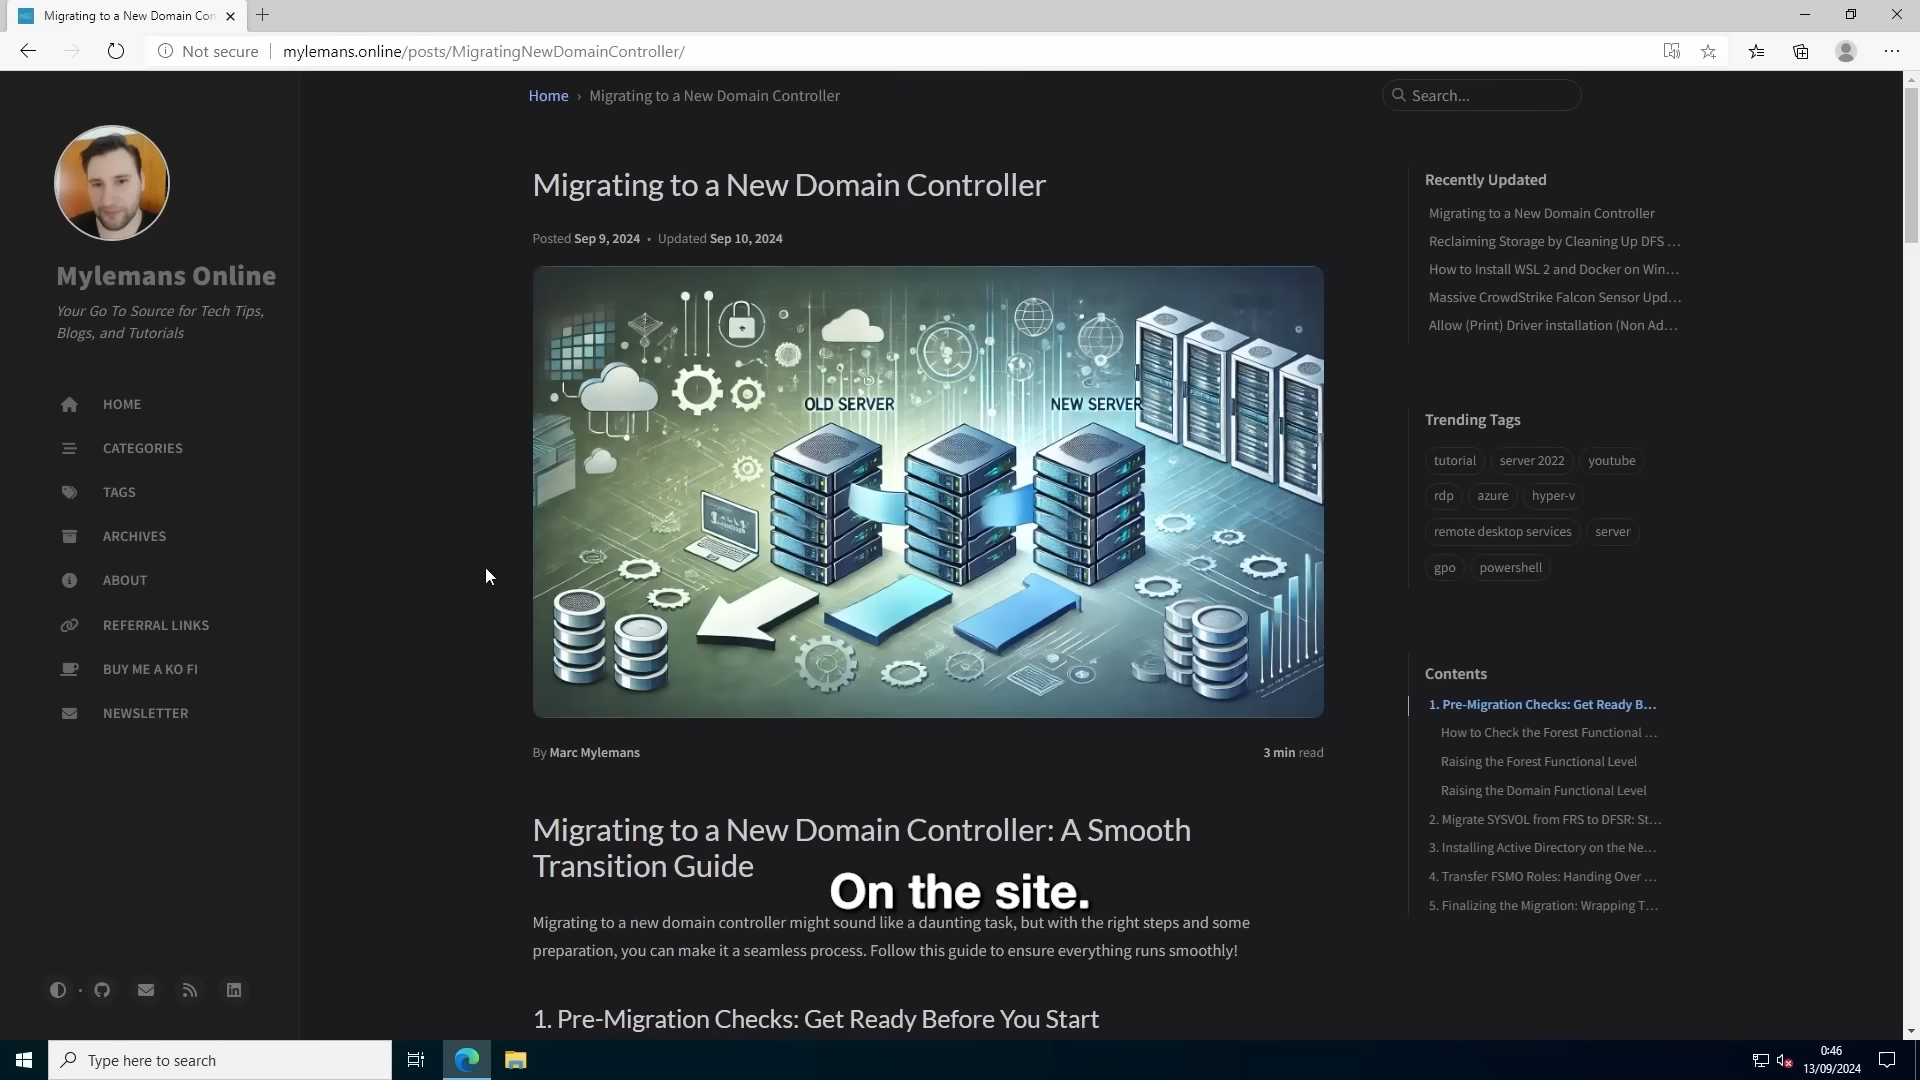 Migrating to a New Domain Con
Not secure
mylemans.online/posts/MigratingNewDomainController/
Home › Migrating to a New Domain Controller
Search...
Mylemans Online
Your Go To Source for Tech Tips,
Blogs, and Tutorials
HOME
CATEGORIES
TAGS
ARCHIVES
ABOUT
REFERRAL LINKS
BUY ME A KO FI
NEWSLETTER
Migrating to a New Domain Controller
Posted Sep 9, 2024 • Updated Sep 10, 2024
OLD SERVER
NEW SERVER
By Marc Mylemans
3 min read
Migrating to a New Domain Controller: A Smooth
Transition Guide
On the site.
Migrating to a new domain controller might sound like a daunting task, but with the right steps and some
preparation, you can make it a seamless process. Follow this guide to ensure everything runs smoothly!
1. Pre-Migration Checks: Get Ready Before You Start
Recently Updated
Migrating to a New Domain Controller
Reclaiming Storage by Cleaning Up DFS ...
How to Install WSL 2 and Docker on Win...
Massive CrowdStrike Falcon Sensor Upd...
Allow (Print) Driver installation (Non Ad...
Trending Tags
tutorial server 2022 youtube
rdp azure hyper-v
remote desktop services server
gpo powershell
Contents
1. Pre-Migration Checks: Get Ready B...
How to Check the Forest Functional ...
Raising the Forest Functional Level
Raising the Domain Functional Level
2. Migrate SYSVOL from FRS to DFSR: St...
3. Installing Active Directory on the Ne...
4. Transfer FSMO Roles: Handing Over ...
5. Finalizing the Migration: Wrapping T...
Type here to search
0:46
13/09/2024